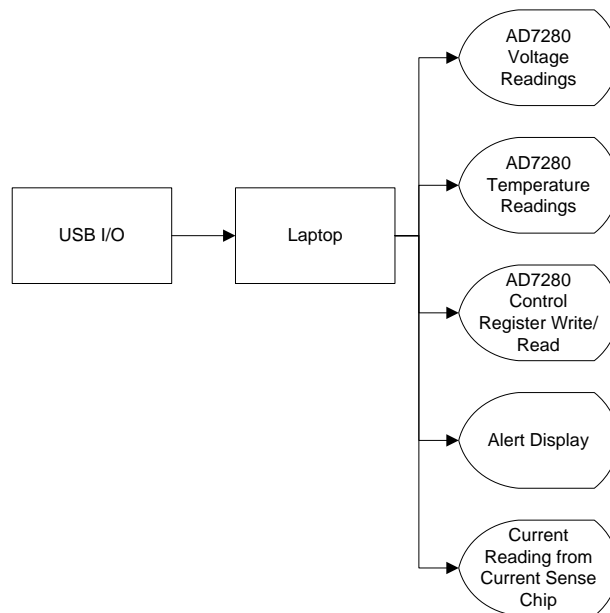 AD7280
Voltage
Readings
AD7280
Temperature
Readings
USB I/O
Laptop
AD7280
Control
Register Write/
Read
Alert Display
Current
Reading from
Current Sense
Chip